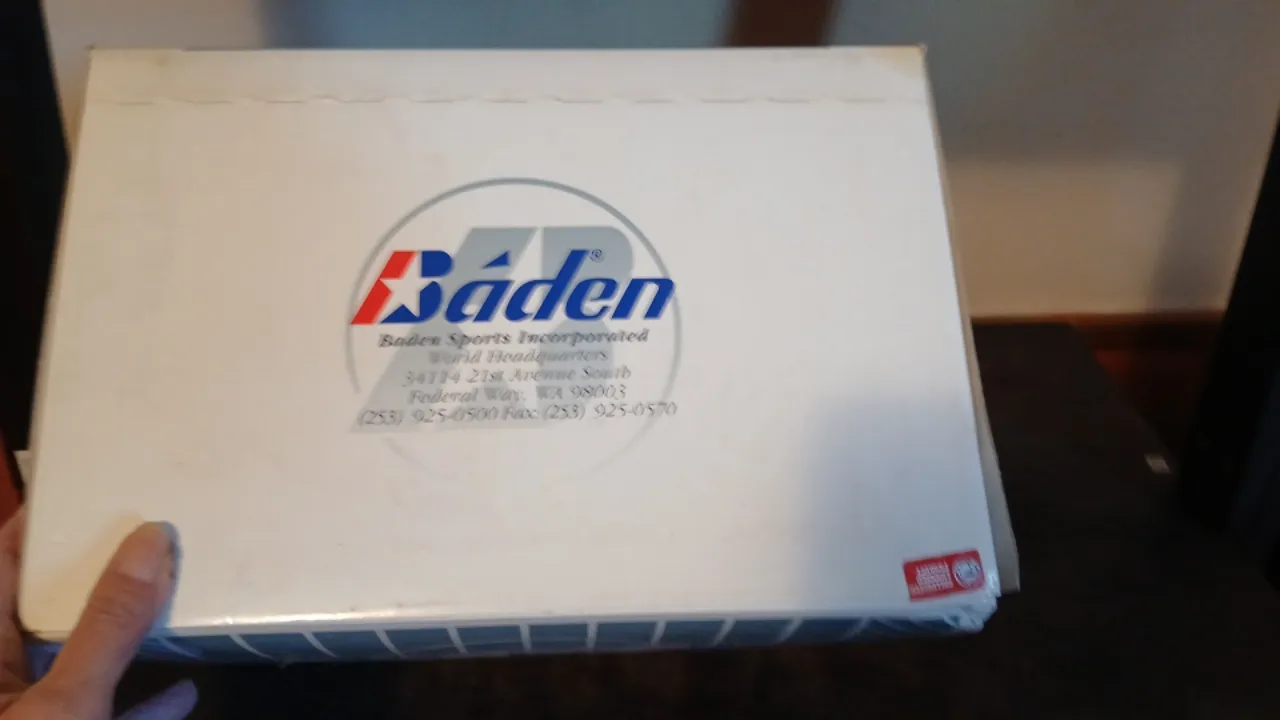 Baden®
Baden Sports Incorporated
World Headquarters
34114 21st Avenue South
Federal Way, WA 98003
(253) 925-0500 Fax (253) 925-0570